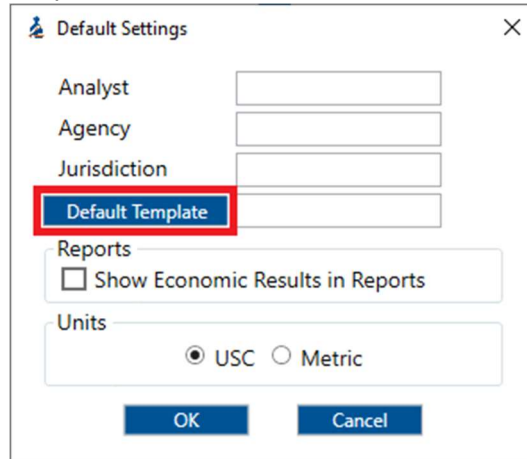 Default Settings
Analyst
Agency
Jurisdiction
Default Template
Reports
Show Economic Results in Reports
Units
USC Metric
OK Cancel